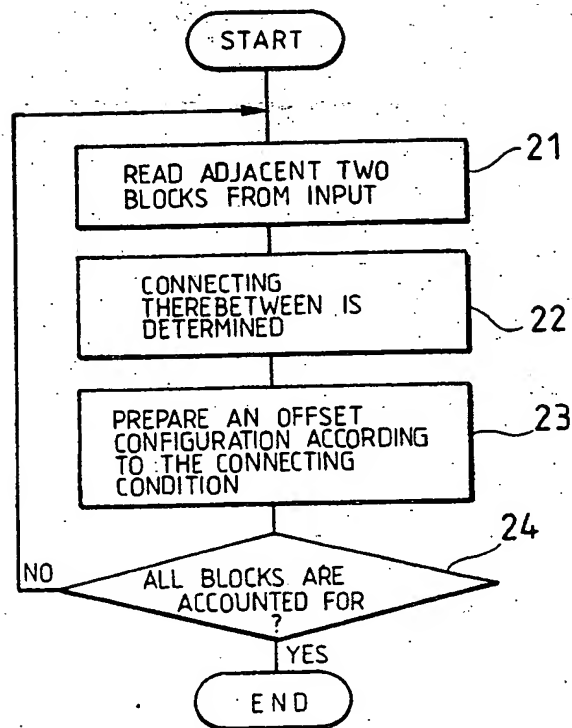 START
READ ADJACENT TWO
BLOCKS FROM INPUT
21
CONNECTING
THEREBETWEEN IS
DETERMINED
22
PREPARE AN OFFSET
CONFIGURATION ACCORDING
TO THE CONNECTING
CONDITION
23
24
NO
ALL BLOCKS ARE
ACCOUNTED FOR
?
YES
END